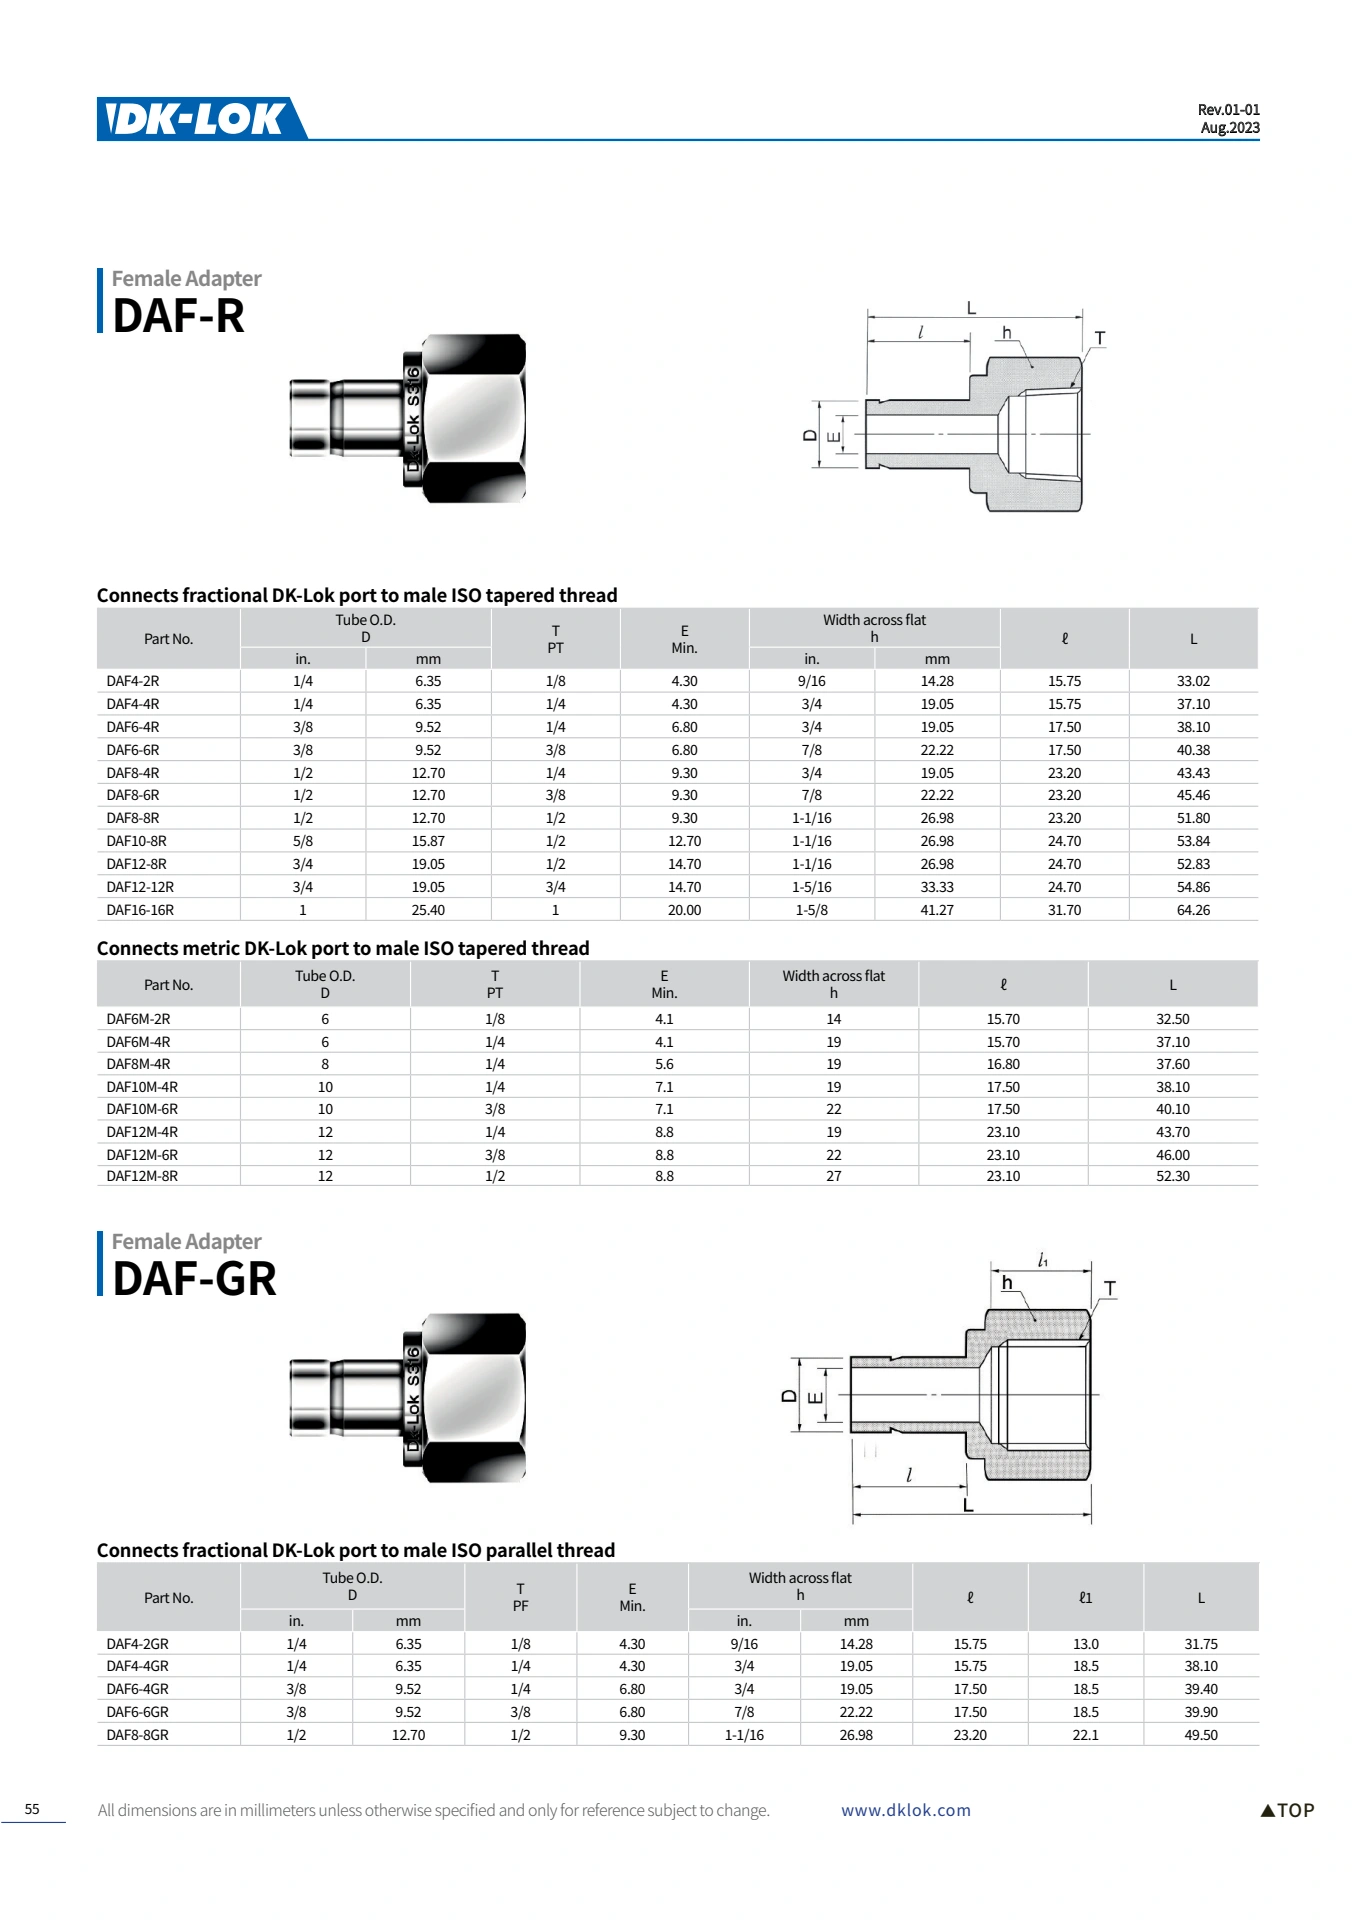 DK-LOK
Rev.01-01
Aug.2023
Female Adapter
DAF-R
Dk-Lok S316
L
l
h
T
D
E
Connects fractional DK-Lok port to male ISO tapered thread
Part No. Tube O.D. D T PT E Min. Width across flat h ℓ L
in. mm in. mm
DAF4-2R 1/4 6.35 1/8 4.30 9/16 14.28 15.75 33.02
DAF4-4R 1/4 6.35 1/4 4.30 3/4 19.05 15.75 37.10
DAF6-4R 3/8 9.52 1/4 6.80 3/4 19.05 17.50 38.10
DAF6-6R 3/8 9.52 3/8 6.80 7/8 22.22 17.50 40.38
DAF8-4R 1/2 12.70 1/4 9.30 3/4 19.05 23.20 43.43
DAF8-6R 1/2 12.70 3/8 9.30 7/8 22.22 23.20 45.46
DAF8-8R 1/2 12.70 1/2 9.30 1-1/16 26.98 23.20 51.80
DAF10-8R 5/8 15.87 1/2 12.70 1-1/16 26.98 24.70 53.84
DAF12-8R 3/4 19.05 1/2 14.70 1-1/16 26.98 24.70 52.83
DAF12-12R 3/4 19.05 3/4 14.70 1-5/16 33.33 24.70 54.86
DAF16-16R 1 25.40 1 20.00 1-5/8 41.27 31.70 64.26
Connects metric DK-Lok port to male ISO tapered thread
Part No. Tube O.D. D T PT E Min. Width across flat h ℓ L
DAF6M-2R 6 1/8 4.1 14 15.70 32.50
DAF6M-4R 6 1/4 4.1 19 15.70 37.10
DAF8M-4R 8 1/4 5.6 19 16.80 37.60
DAF10M-4R 10 1/4 7.1 19 17.50 38.10
DAF10M-6R 10 3/8 7.1 22 17.50 40.10
DAF12M-4R 12 1/4 8.8 19 23.10 43.70
DAF12M-6R 12 3/8 8.8 22 23.10 46.00
DAF12M-8R 12 1/2 8.8 27 23.10 52.30
Female Adapter
DAF-GR
Dk-Lok S316
l1
h
T
D
E
l
L
Connects fractional DK-Lok port to male ISO parallel thread
Part No. Tube O.D. D T PF E Min. Width across flat h ℓ ℓ1 L
in. mm in. mm
DAF4-2GR 1/4 6.35 1/8 4.30 9/16 14.28 15.75 13.0 31.75
DAF4-4GR 1/4 6.35 1/4 4.30 3/4 19.05 15.75 18.5 38.10
DAF6-4GR 3/8 9.52 1/4 6.80 3/4 19.05 17.50 18.5 39.40
DAF6-6GR 3/8 9.52 3/8 6.80 7/8 22.22 17.50 18.5 39.90
DAF8-8GR 1/2 12.70 1/2 9.30 1-1/16 26.98 23.20 22.1 49.50
55 All dimensions are in millimeters unless otherwise specified and only for reference subject to change. www.dklok.com ▲TOP